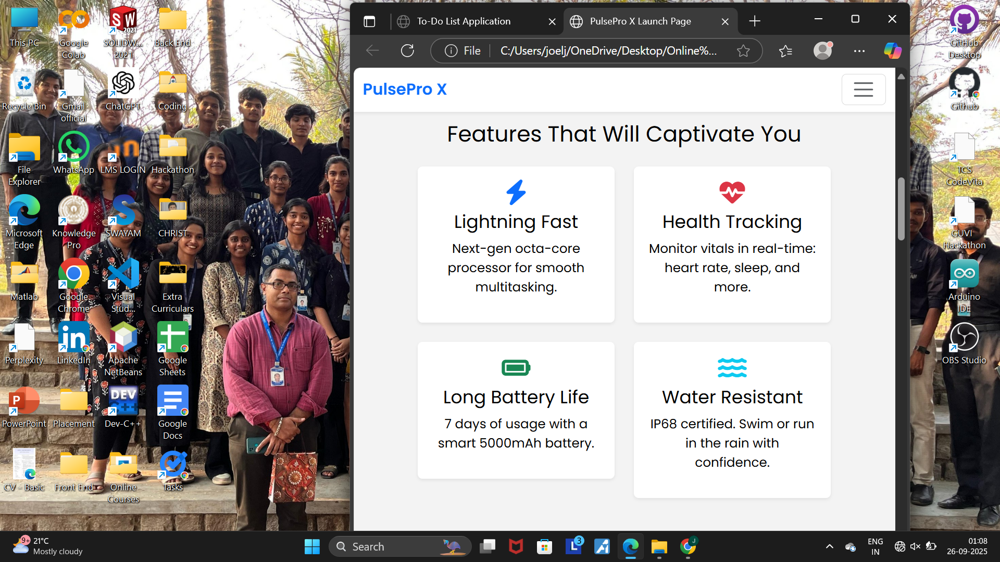 This PC
Google
Colab
SOLIDW...
2021
Back End
Recycle Bin
Gmail
official
ChatGPT
Coding
File
Explorer
WhatsApp
LMS LOGIN
Hackathon
Microsoft
Edge
Knowledge
Pro
SWAYAM
CHRIST
Matlab
Google
Chrome
Visual
Stud...
Extra
Curriculars
Perplexity
LinkedIn
Apache
NetBeans
Google
Sheets
PowerPoint
Placement
Dev-C++
Google
Docs
CV - Basic
Front End
Online
Courses
Tasks
SW
2021
in
P
DEV
C++
To-Do List Application
PulsePro X Launch Page
File
C:/Users/joelj/OneDrive/Desktop/Online%...
PulsePro X
Features That Will Captivate You
Lightning Fast
Next-gen octa-core
processor for smooth
multitasking.
Health Tracking
Monitor vitals in real-time:
heart rate, sleep, and
more.
Long Battery Life
7 days of usage with a
smart 5000mAh battery.
Water Resistant
IP68 certified. Swim or run
in the rain with
confidence.
GitHub
Desktop
Github
TCS
CodeVita
GUVI
Hackathon
Arduino
IDE
OBS Studio
9+
21°C
Mostly cloudy
Search
L
3
J
ENG
IN
01:08
26-09-2025